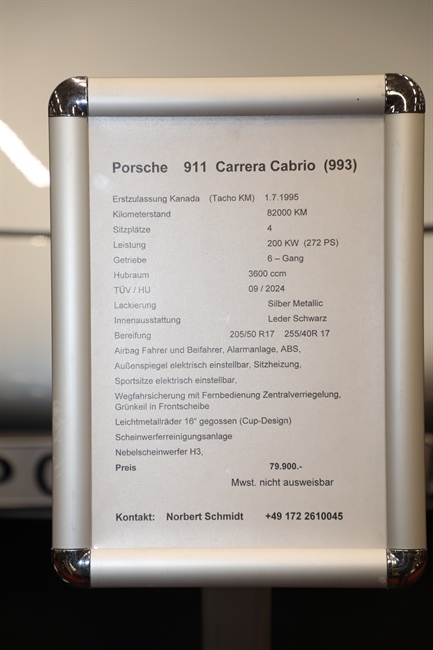 Porsche 911 Carrera Cabrio (993)
Erstzulassung Kanada (Tacho KM) 1.7.1995
Kilometerstand 82000 KM
Sitzplätze 4
Leistung 200 KW (272 PS)
Getriebe 6 – Gang
Hubraum 3600 ccm
TÜV / HU 09 / 2024
Lackierung Silber Metallic
Innenausstattung Leder Schwarz
Bereifung 205/50 R17 255/40R 17
Airbag Fahrer und Beifahrer, Alarmanlage, ABS,
Außenspiegel elektrisch einstellbar, Sitzheizung,
Sportsitze elektrisch einstellbar,
Wegfahrsicherung mit Fernbedienung Zentralverriegelung,
Grünkeil in Frontscheibe
Leichtmetallräder 16" gegossen (Cup-Design)
Scheinwerferreinigungsanlage
Nebelscheinwerfer H3,
Preis 79.900.-
Mwst. nicht ausweisbar
Kontakt: Norbert Schmidt +49 172 2610045